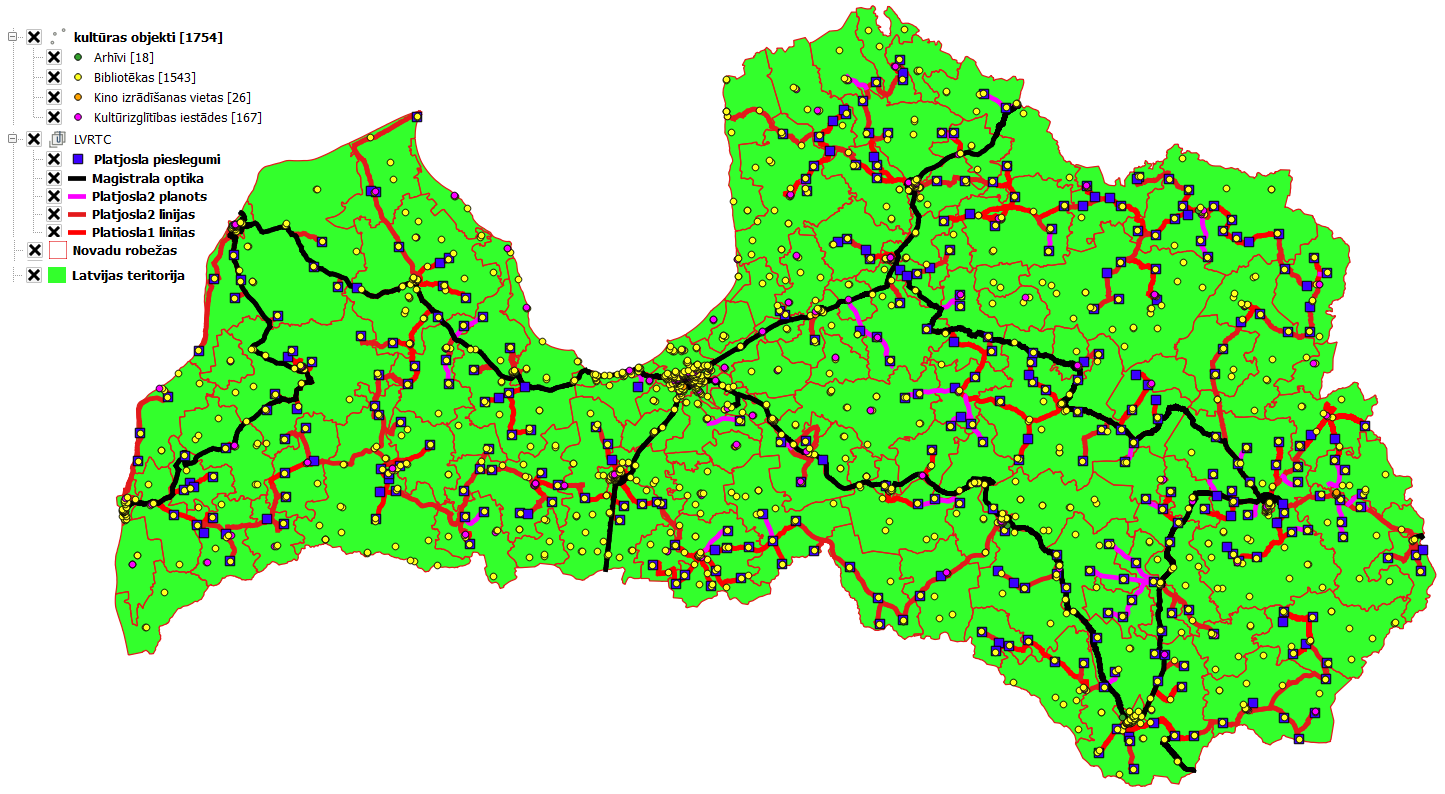 kultūras objekti [1754]
Arhīvi [18]
Bibliotēkas [1543]
Kino izrādīšanas vietas [26]
Kultūrizglītības iestādes [167]
LVRTC
Platjosla pieslegumi
Magistrala optika
Platjosla2 planots
Platjosla2 linijas
Platjosla1 linijas
Novadu robežas
Latvijas teritorija